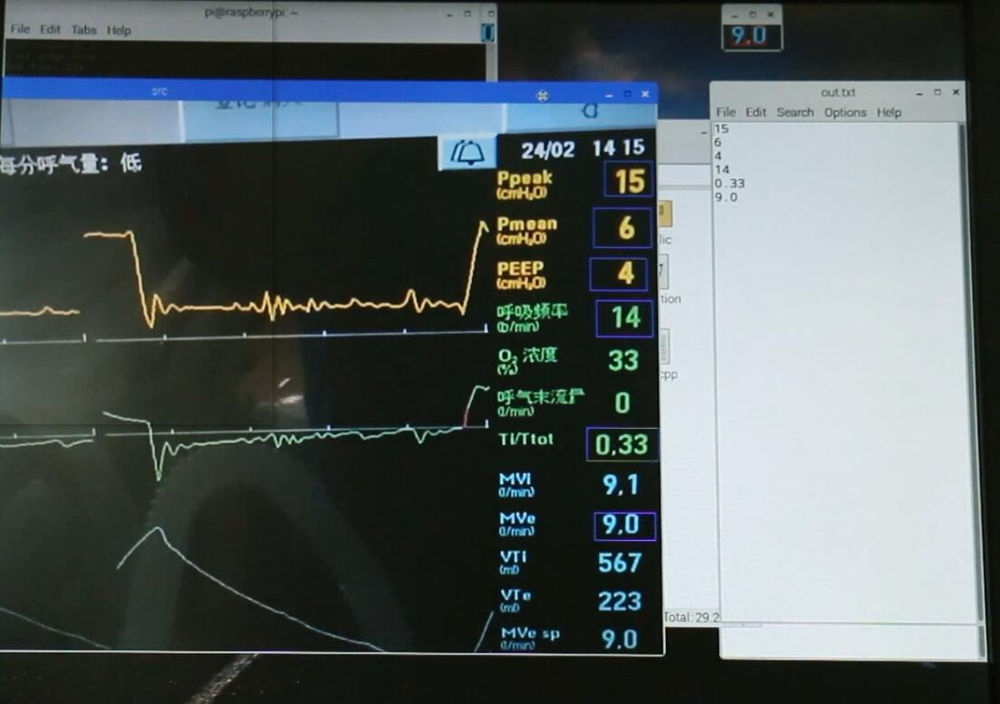 pi@raspberrypi: ~
File Edit Tabs Help
9.0
src
out.txt
File Edit Search Options Help
15
6
4
14
0.33
9.0
每分呼气量: 低
24/02 14 15
Ppeak
(cmH₂O)
15
Pmean
(cmH₂O)
6
PEEP
(cmH₂O)
4
呼吸频率
(b/min)
14
O₂ 浓度
(%)
33
呼气末流量
(l/min)
0
Ti/Ttot
0.33
MVi
(l/min)
9.1
MVe
(l/min)
9.0
VTi
(ml)
567
VTe
(ml)
223
MVe sp
(l/min)
9.0
lic
tion
cpp
Total: 29.2